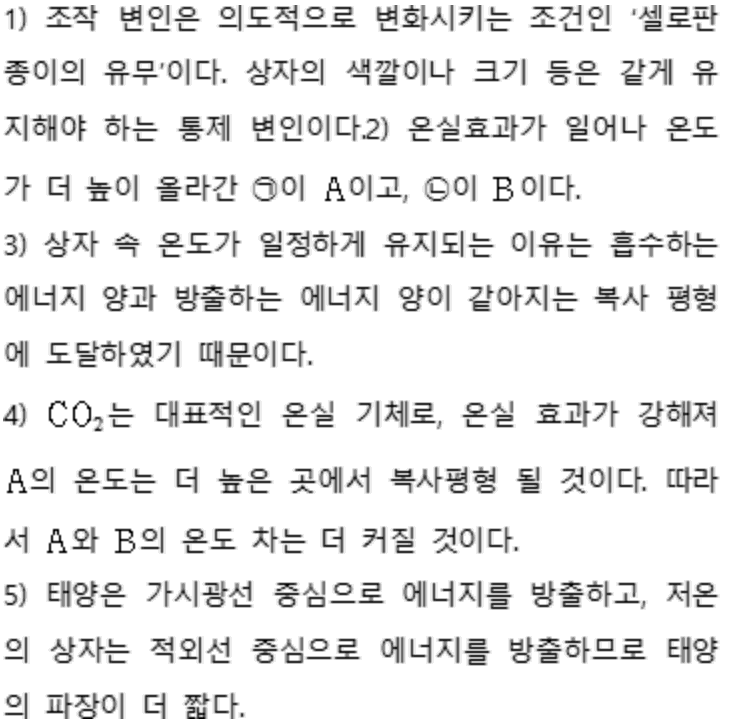 1) 조작 변인은 의도적으로 변화시키는 조건인 ‘셀로판
종이의 유무’이다. 상자의 색깔이나 크기 등은 같게 유
지해야 하는 통제 변인이다.2) 온실효과가 일어나 온도
가 더 높이 올라간 ㉠이 A이고, ㉡이 B이다.
3) 상자 속 온도가 일정하게 유지되는 이유는 흡수하는
에너지 양과 방출하는 에너지 양이 같아지는 복사 평형
에 도달하였기 때문이다.
4) CO₂는 대표적인 온실 기체로, 온실 효과가 강해져
A의 온도는 더 높은 곳에서 복사평형 될 것이다. 따라
서 A와 B의 온도 차는 더 커질 것이다.
5) 태양은 가시광선 중심으로 에너지를 방출하고, 저온
의 상자는 적외선 중심으로 에너지를 방출하므로 태양
의 파장이 더 짧다.